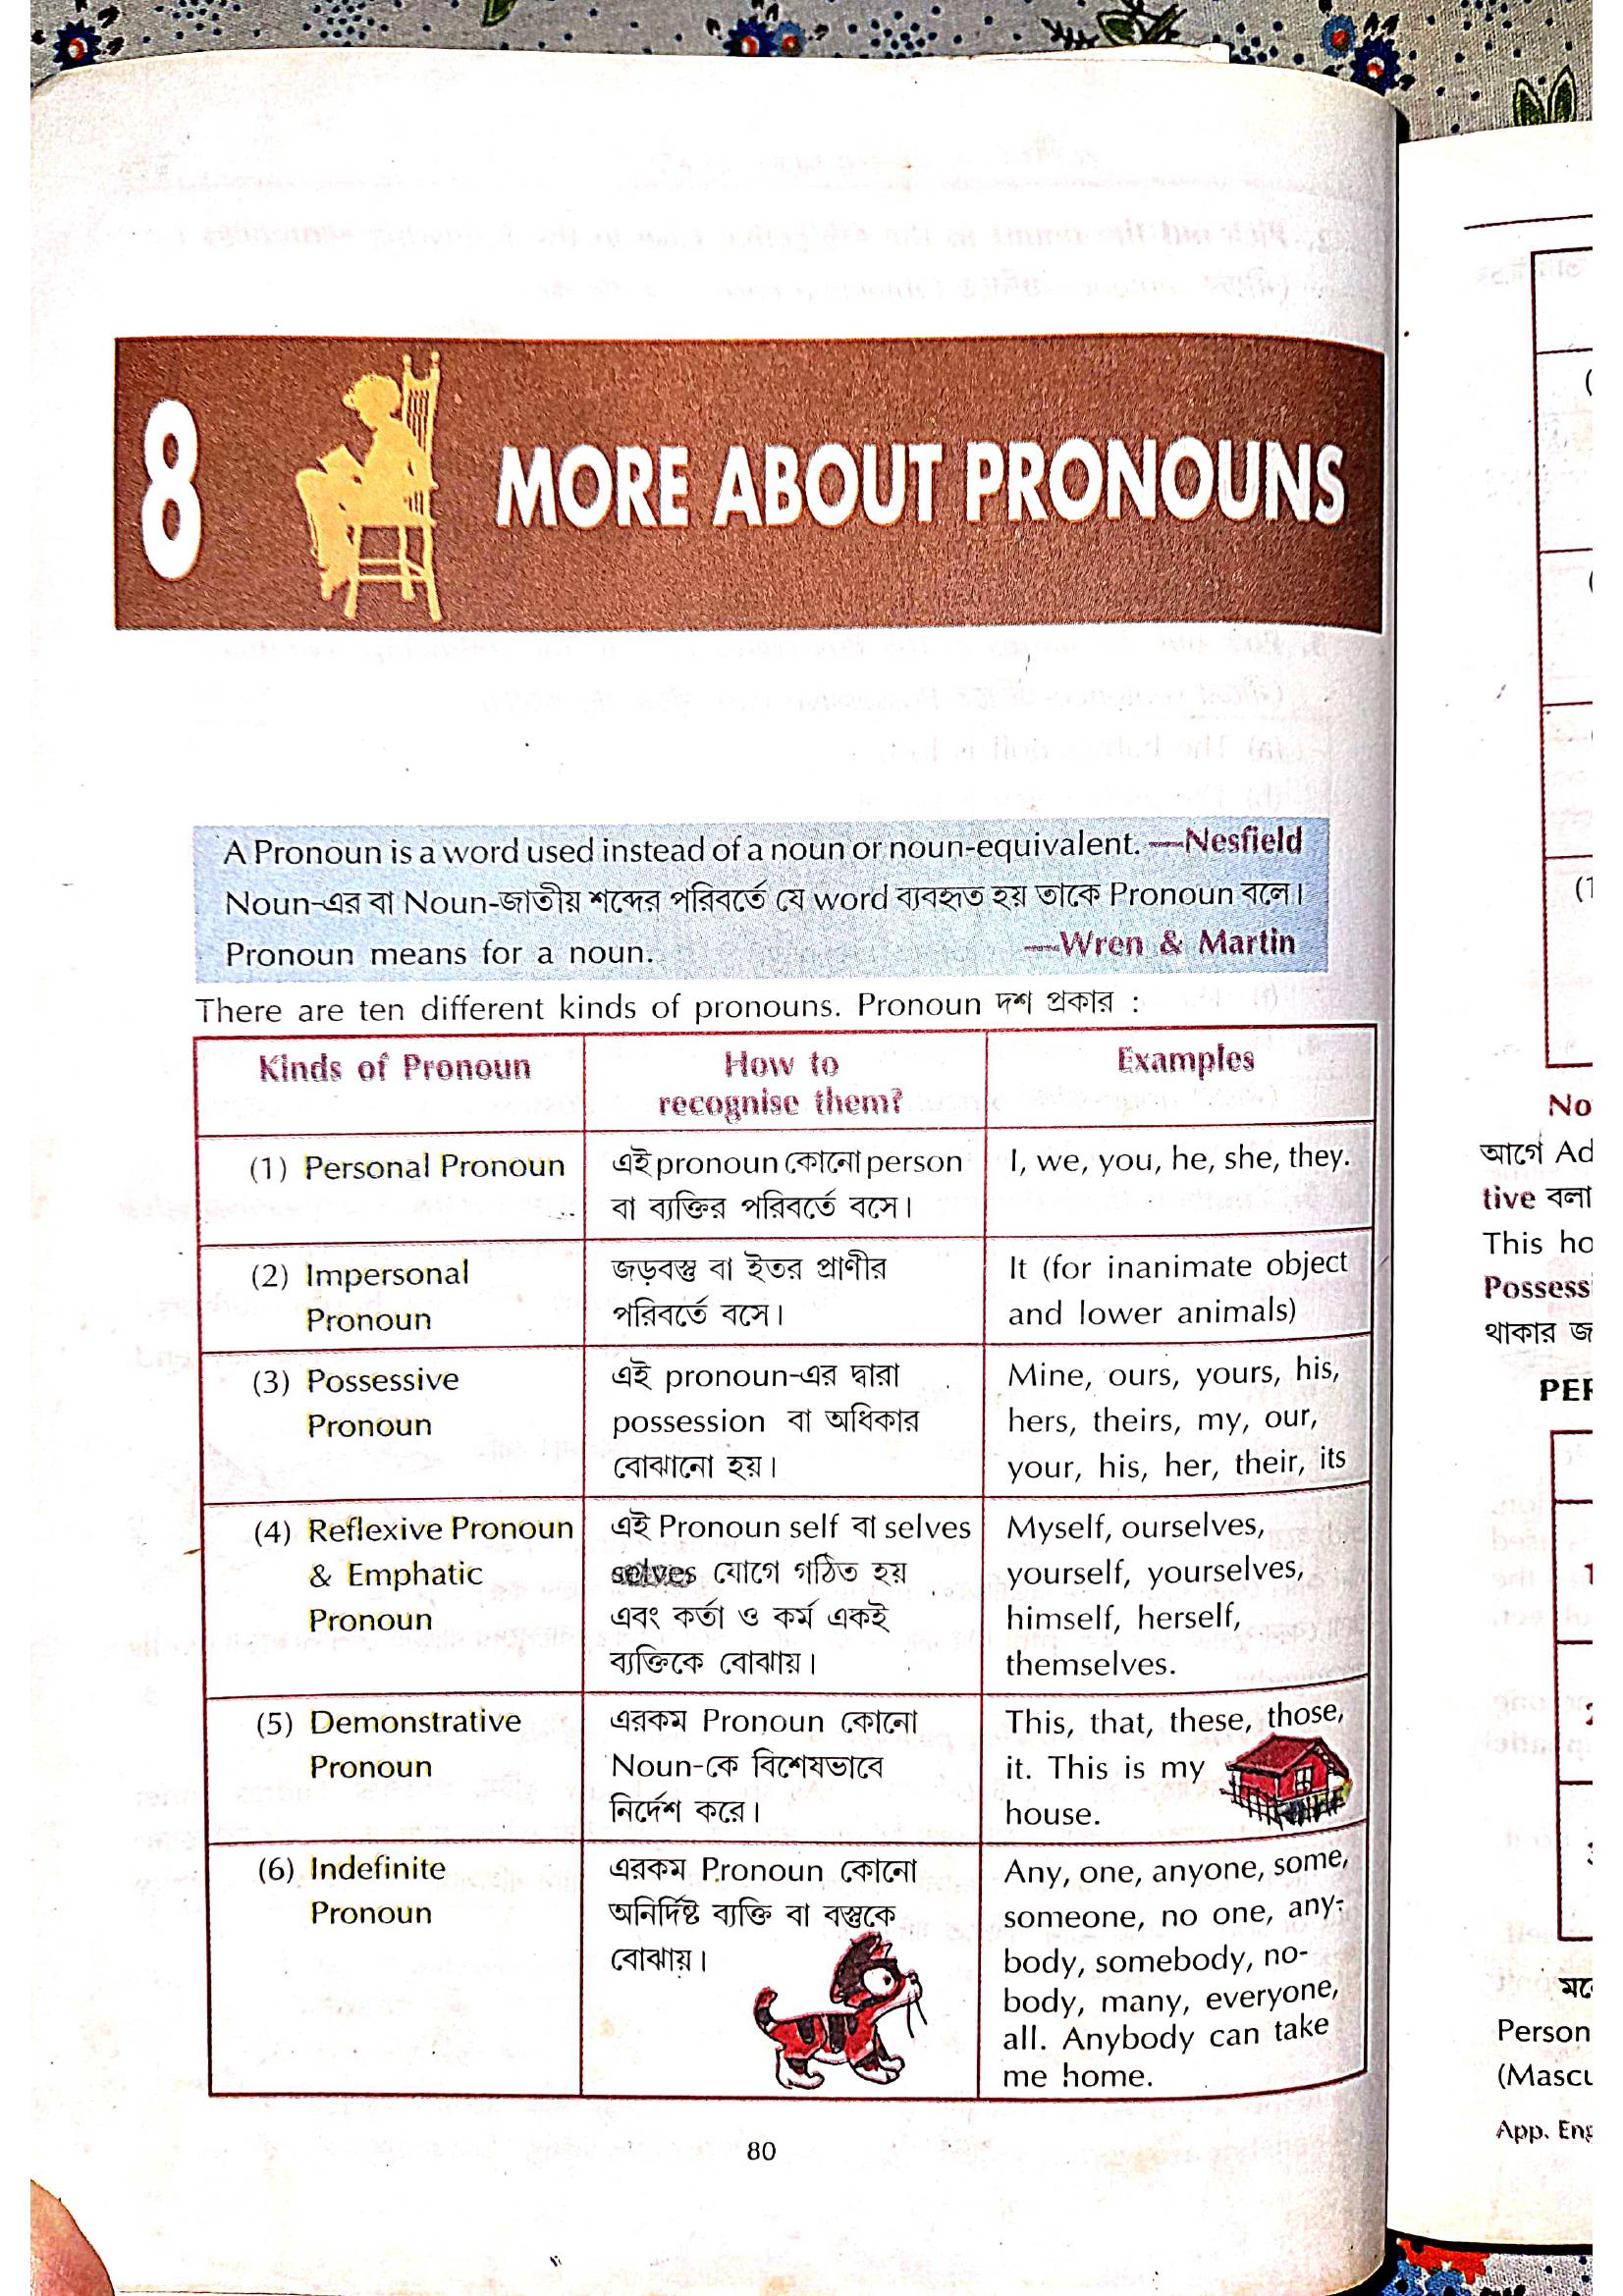 8
MORE ABOUT PRONOUNS
A Pronoun is a word used instead of a noun or noun-equivalent. —Nesfield
Noun-এর বা Noun-জাতীয় শব্দের পরিবর্তে যে word ব্যবহৃত হয় তাকে Pronoun বলে।
Pronoun means for a noun. —Wren & Martin
There are ten different kinds of pronouns. Pronoun দশ প্রকার :
Kinds of Pronoun
How to
recognise them?
Examples
(1) Personal Pronoun
এই pronoun কোনো person
বা ব্যক্তির পরিবর্তে বসে।
I, we, you, he, she, they.
(2) Impersonal
Pronoun
জড়বস্তু বা ইতর প্রাণীর
পরিবর্তে বসে।
It (for inanimate object
and lower animals)
(3) Possessive
Pronoun
এই pronoun-এর দ্বারা
possession বা অধিকার
বোঝানো হয়।
Mine, ours, yours, his,
hers, theirs, my, our,
your, his, her, their, its
(4) Reflexive Pronoun
& Emphatic
Pronoun
এই Pronoun self বা selves
selves যোগে গঠিত হয়
এবং কর্তা ও কর্ম একই
ব্যক্তিকে বোঝায়।
Myself, ourselves,
yourself, yourselves,
himself, herself,
themselves.
(5) Demonstrative
Pronoun
এরকম Pronoun কোনো
Noun-কে বিশেষভাবে
নির্দেশ করে।
This, that, these, those,
it. This is my
house.
(6) Indefinite
Pronoun
এরকম Pronoun কোনো
অনির্দিষ্ট ব্যক্তি বা বস্তুকে
বোঝায়।
Any, one, anyone, some,
someone, no one, any-
body, somebody, no-
body, many, everyone,
all. Anybody can take
me home.
80
No
আগে Ad
tive বলা
This ho
Possess
থাকার জ
PER
Person
(Mascu
App. Eng